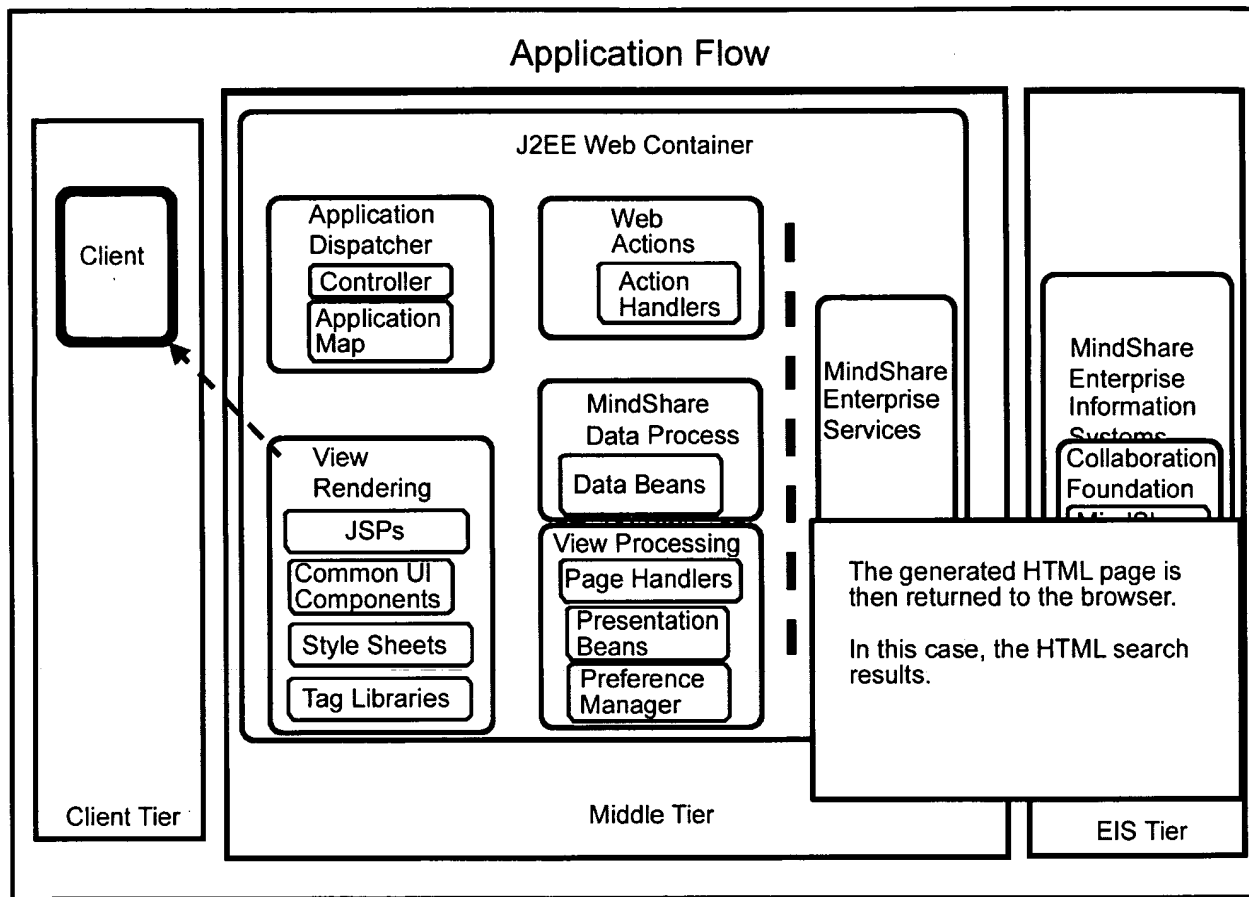 Application Flow
J2EE Web Container
Client
Application
Dispatcher
Controller
Application
Map
Web
Actions
Action
Handlers
MindShare
Data Process
Data Beans
View
Rendering
JSPs
Common UI
Components
Style Sheets
Tag Libraries
View Processing
Page Handlers
Presentation
Beans
Preference
Manager
MindShare
Enterprise
Services
MindShare
Enterprise
Information
Systems
Collaboration
Foundation
The generated HTML page is
then returned to the browser.
In this case, the HTML search
results.
Client Tier
Middle Tier
EIS Tier